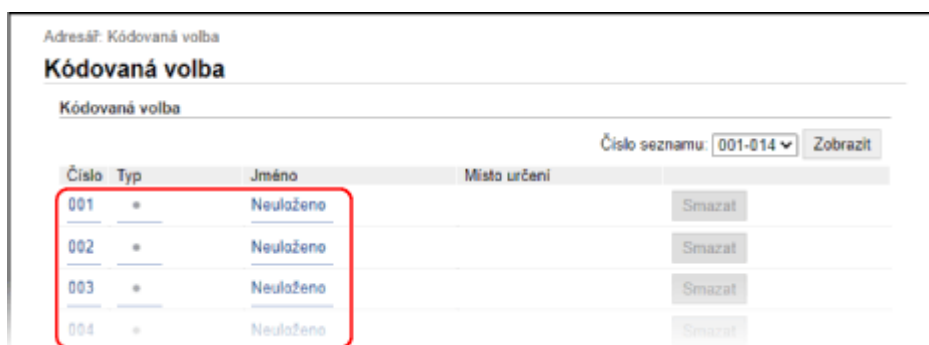 Adresář: Kódovaná volba
Kódovaná volba
Kódovaná volba
Číslo seznamu: 001-014 Zobrazit
Číslo Typ Jméno Místo určení
001 Neuloženo Smazat
002 Neuloženo Smazat
003 Neuloženo Smazat
004 Neuloženo Smazat